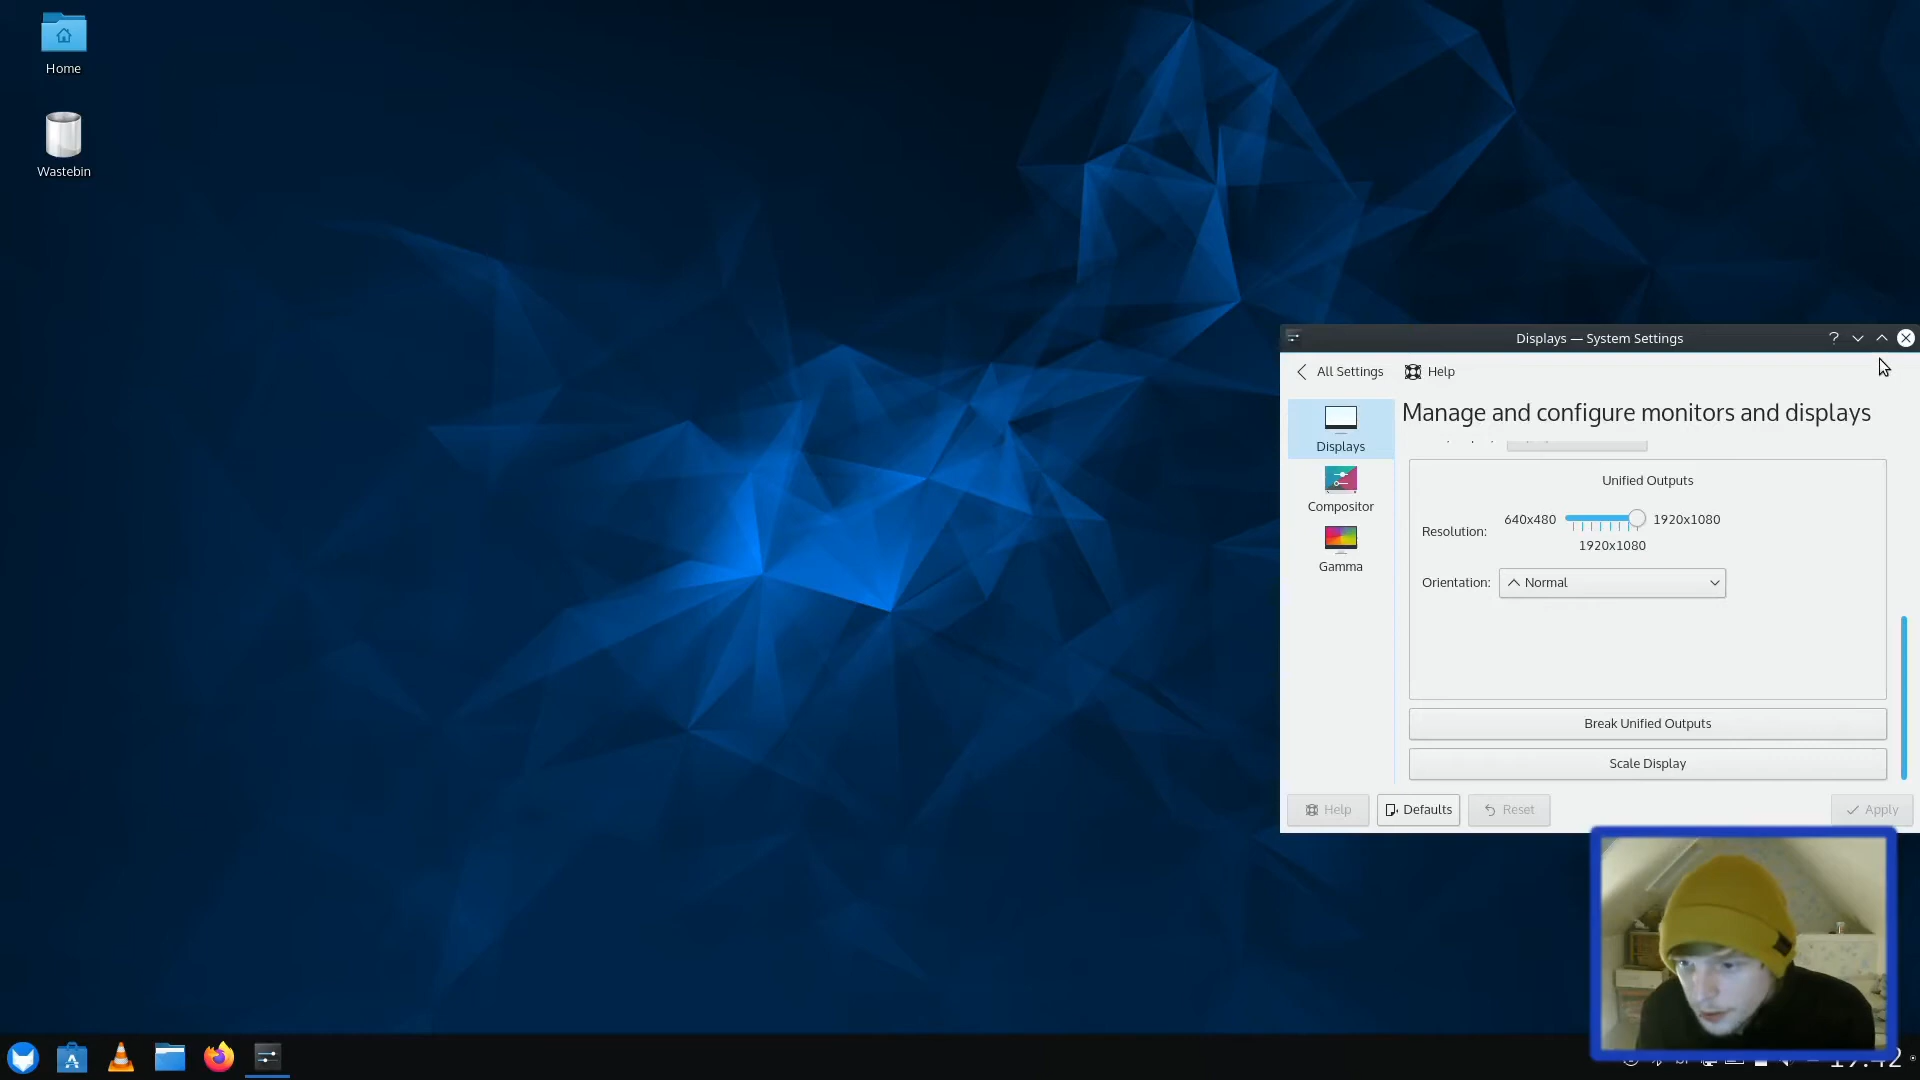 Home
Wastebin
Displays — System Settings
All Settings
Help
Manage and configure monitors and displays
Displays
Compositor
Gamma
Unified Outputs
Resolution:
640x480
1920x1080
1920x1080
Orientation:
Normal
Break Unified Outputs
Scale Display
Help
Defaults
Reset
Apply